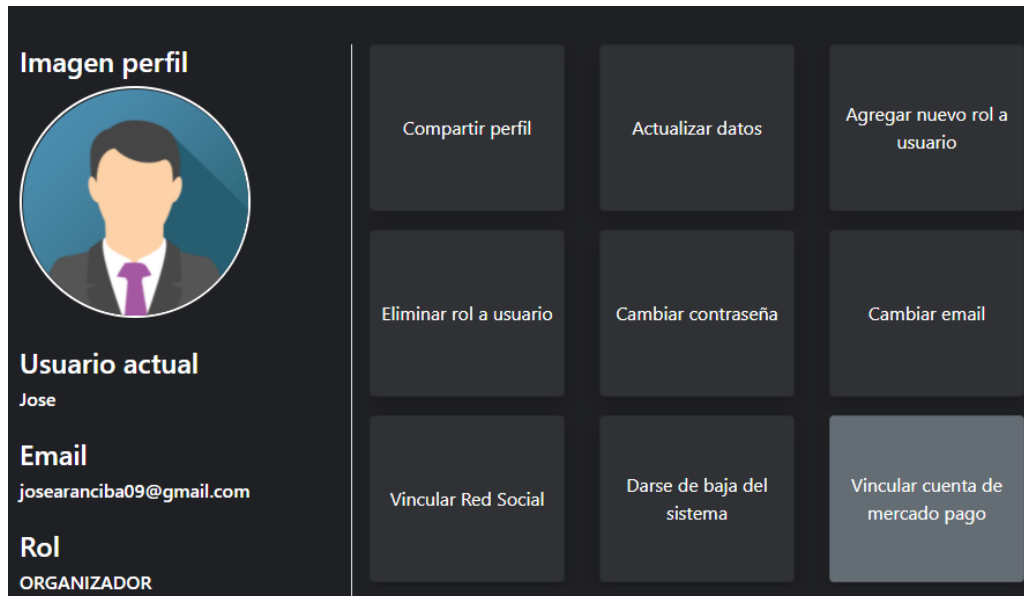 Imagen perfil
Usuario actual
Jose
Email
josearanciba09@gmail.com
Rol
ORGANIZADOR
Compartir perfil
Actualizar datos
Agregar nuevo rol a
usuario
Eliminar rol a usuario
Cambiar contraseña
Cambiar email
Vincular Red Social
Darse de baja del
sistema
Vincular cuenta de
mercado pago